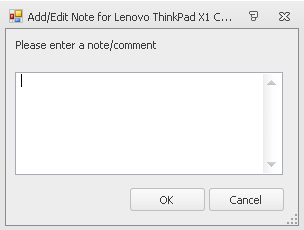 Add/Edit Note for Lenovo ThinkPad X1 C...
Please enter a note/comment
OK
Cancel